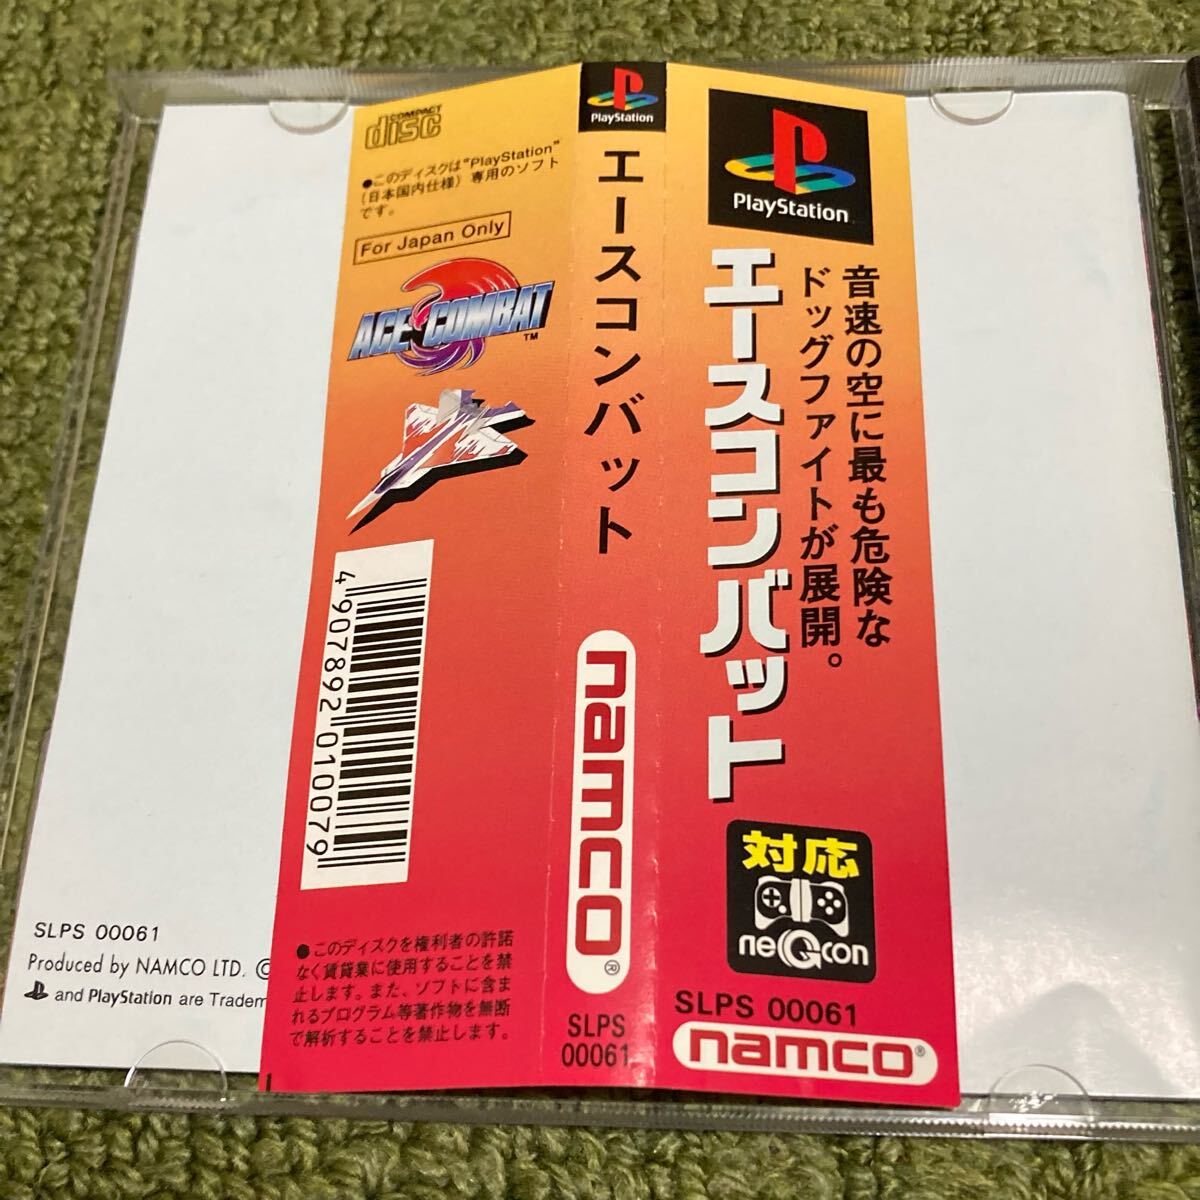 COMPACT
disc
●このディスクは"PlayStation"
(日本国内仕様)専用のソフト
です。
For Japan Only
ACE COMBAT
TM
4 907892 010079
●このディスクを権利者の許諾
なく賃貸業に使用することを禁
止します。また、ソフトに含ま
れるプログラム等著作物を無断
で解析することを禁止します。
PlayStation
エースコンバット
namco®
SLPS
00061
PlayStation
音速の空に最も危険な
ドッグファイトが展開。
エースコンバット
対応
neGcon
SLPS 00061
namco®
SLPS 00061
Produced by NAMCO LTD. ©
and PlayStation are Tradem